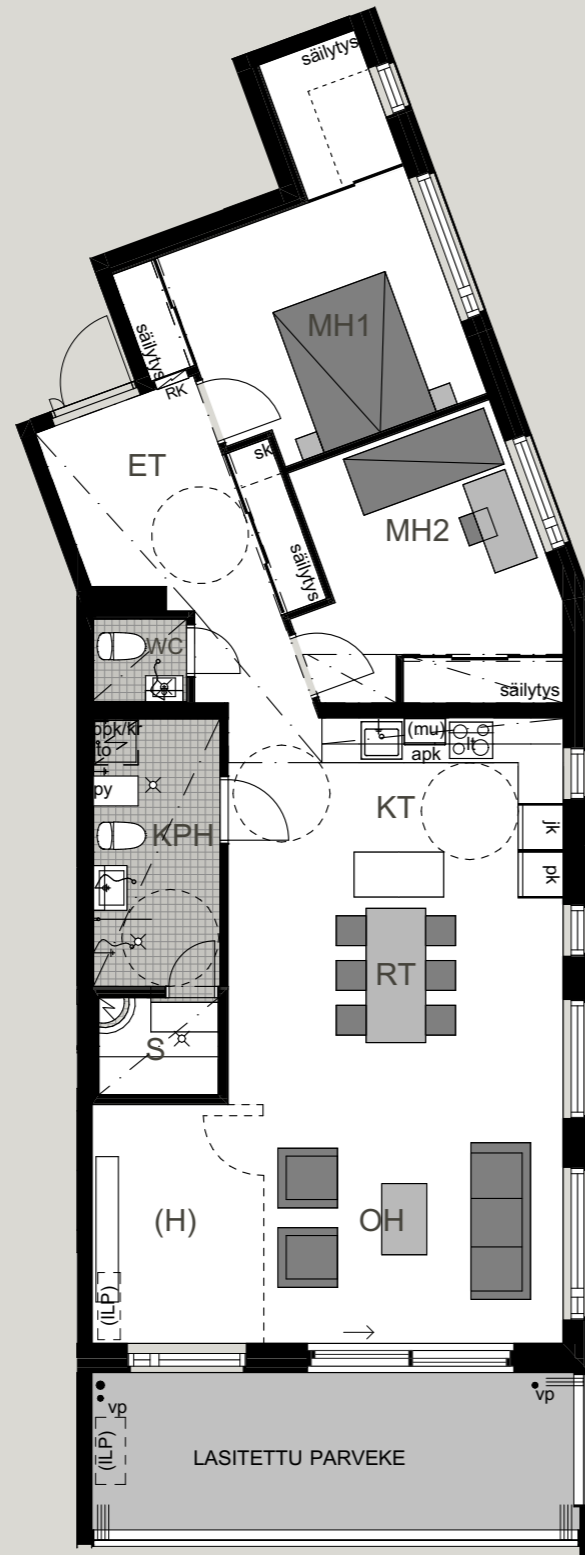 säilytys
MH1
säilytys
RK
ET
sk
MH2
säilytys
WC
säilytys
ppk/kr
to
(mu)
lt
apk
py
KT
jk
KPH
pk
RT
S
(H)
OH
(ILP)
vp
vp
(ILP)
LASITETTU PARVEKE